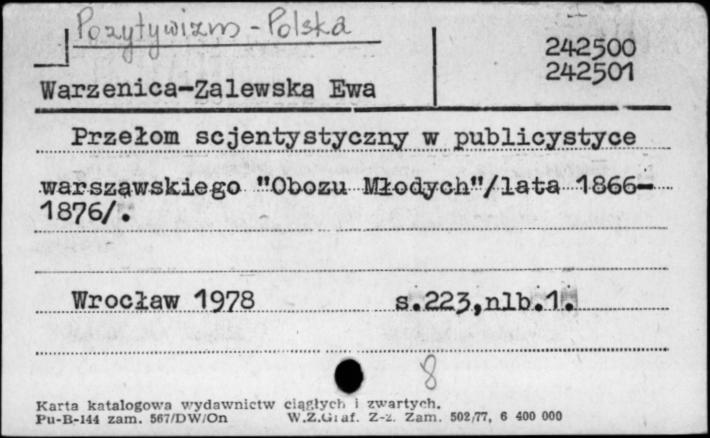 Pozytywizm - Polska
242500
242501
Warzenica-Zalewska Ewa
Przełom scjentystyczny w publicystyce
warszawskiego "Obozu Młodych"/lata 1866-
1876/.
Wrocław 1978 s.223,nlb.1.
8
Karta katalogowa wydawnictw ciągłych i zwartych.
Pu-B-144 zam. 567/DW/On W.Z.Graf. Z-z. Zam. 502/77, 6 400 000